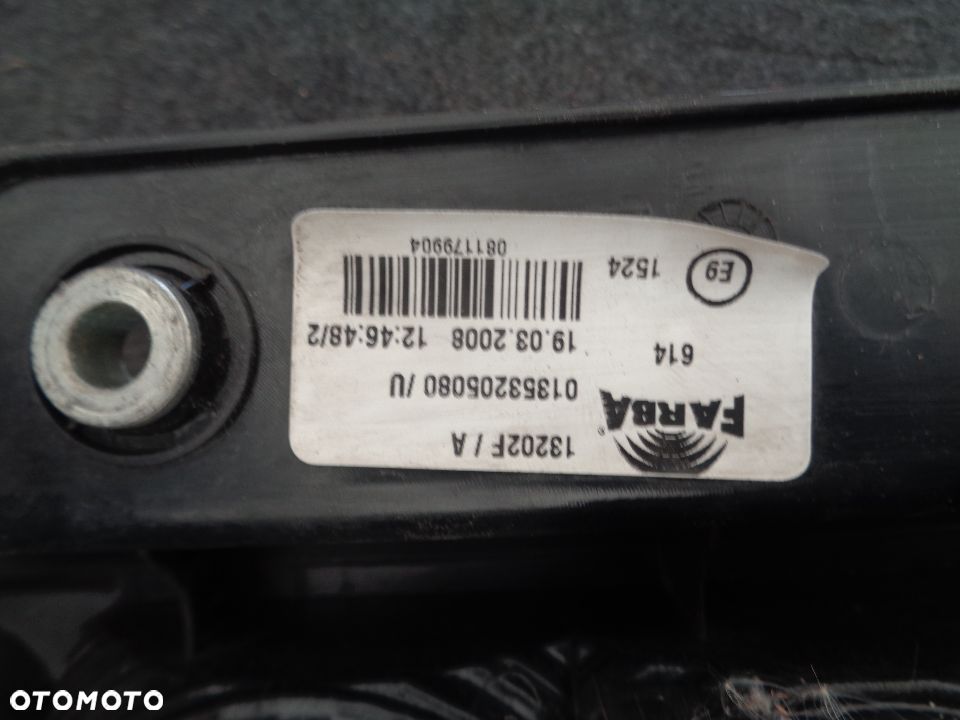 13202F / A
FARBA®
01353205080 /U
614
19.03.2008 12:46:48/2
E9
1524
081179904
OTOMOTO